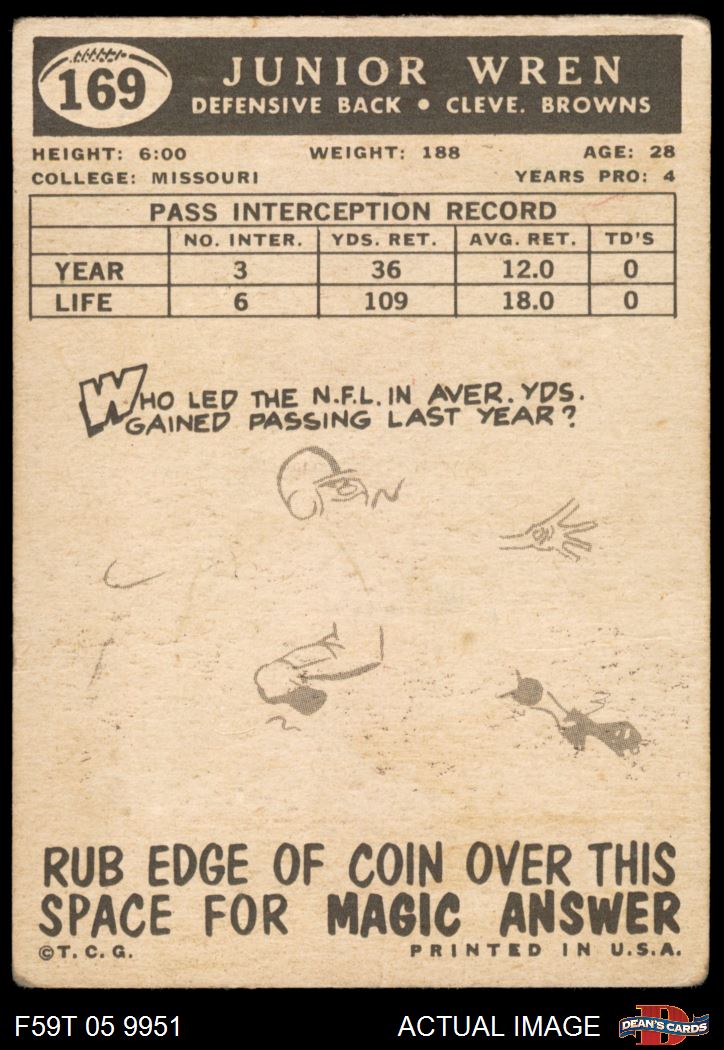 169
JUNIOR WREN
DEFENSIVE BACK • CLEVE. BROWNS
HEIGHT: 6:00 WEIGHT: 188 AGE: 28
COLLEGE: MISSOURI YEARS PRO: 4
PASS INTERCEPTION RECORD
NO. INTER. YDS. RET. AVG. RET. TD'S
YEAR 3 36 12.0 0
LIFE 6 109 18.0 0
WHO LED THE N.F.L. IN AVER. YDS.
GAINED PASSING LAST YEAR?
RUB EDGE OF COIN OVER THIS
SPACE FOR MAGIC ANSWER
©T.C.G. PRINTED IN U.S.A.
F59T 05 9951 ACTUAL IMAGE D DEAN'S CARDS